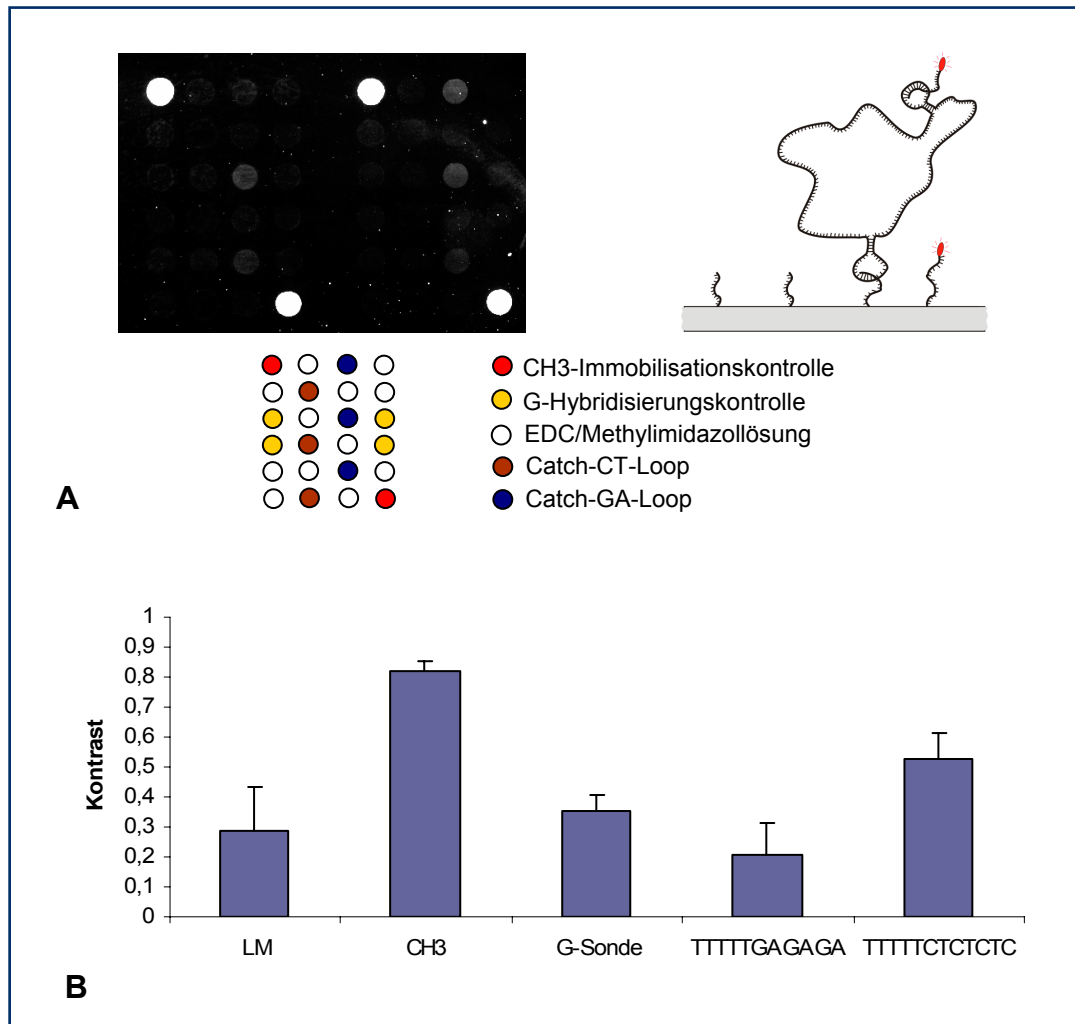 CH3-Immobilisationskontrolle
G-Hybridisierungskontrolle
EDC/Methylimidazollösung
Catch-CT-Loop
Catch-GA-Loop
A
1
0,9
0,8
0,7
0,6
0,5
0,4
0,3
0,2
0,1
0
Kontrast
LM CH3 G-Sonde TTTTTGAGAGA TTTTTCTCTCTC
B